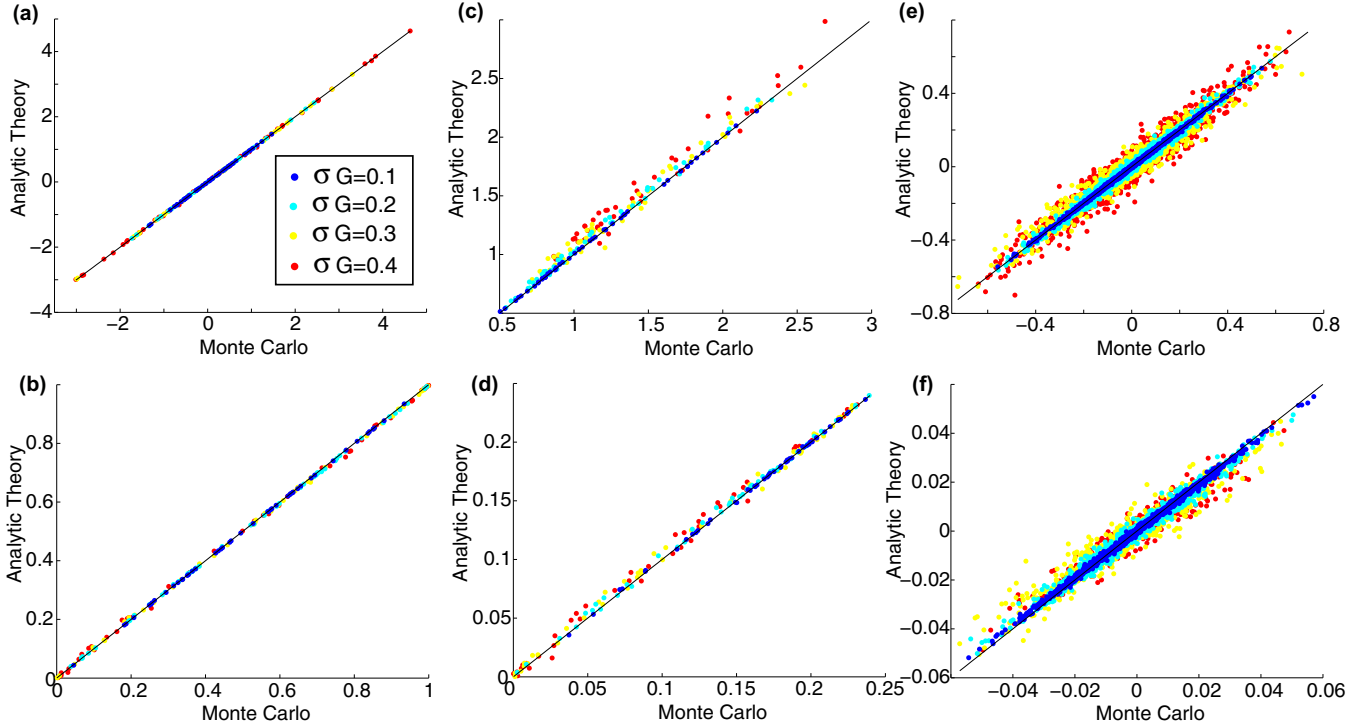 (a)
4
2
0
−2
−4
−2
0
2
4
Analytic Theory
Monte Carlo
σ G=0.1
σ G=0.2
σ G=0.3
σ G=0.4
(c)
2.5
2
1.5
1
0.5
1
1.5
2
2.5
3
Analytic Theory
Monte Carlo
(e)
0.4
0
−0.4
−0.8
−0.4
0
0.4
0.8
Analytic Theory
Monte Carlo
(b)
0.8
0.6
0.4
0.2
0
0
0.2
0.4
0.6
0.8
1
Analytic Theory
Monte Carlo
(d)
0.2
0.15
0.1
0.05
0
0
0.05
0.1
0.15
0.2
0.25
Analytic Theory
Monte Carlo
(f)
0.04
0.02
0
−0.02
−0.04
−0.06
−0.04
−0.02
0
0.02
0.04
0.06
Analytic Theory
Monte Carlo